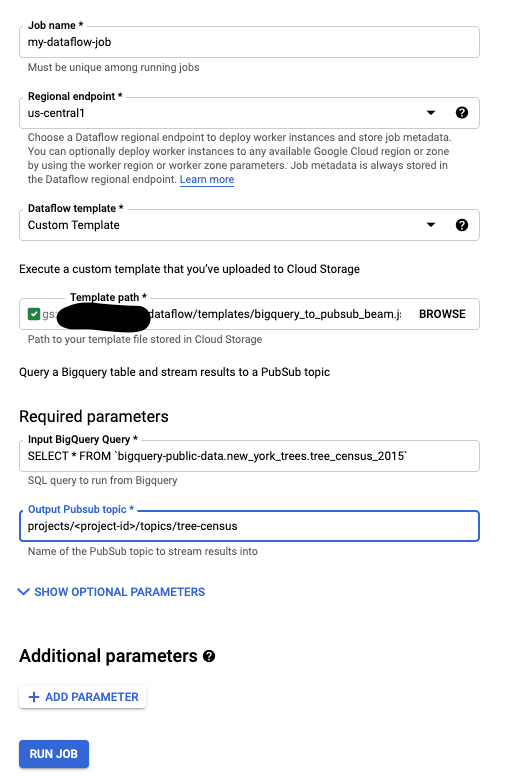 Job name *
my-dataflow-job
Must be unique among running jobs
Regional endpoint *
us-central1
Choose a Dataflow regional endpoint to deploy worker instances and store job metadata.
You can optionally deploy worker instances to any available Google Cloud region or zone
by using the worker region or worker zone parameters. Job metadata is always stored in
the Dataflow regional endpoint. Learn more
Dataflow template *
Custom Template
Execute a custom template that you've uploaded to Cloud Storage
Template path *
gs: dataflow/templates/bigquery_to_pubsub_beam.j
BROWSE
Path to your template file stored in Cloud Storage
Query a Bigquery table and stream results to a PubSub topic
Required parameters
Input BigQuery Query *
SELECT * FROM `bigquery-public-data.new_york_trees.tree_census_2015`
SQL query to run from Bigquery
Output Pubsub topic *
projects/<project-id>/topics/tree-census
Name of the PubSub topic to stream results into
SHOW OPTIONAL PARAMETERS
Additional parameters
ADD PARAMETER
RUN JOB